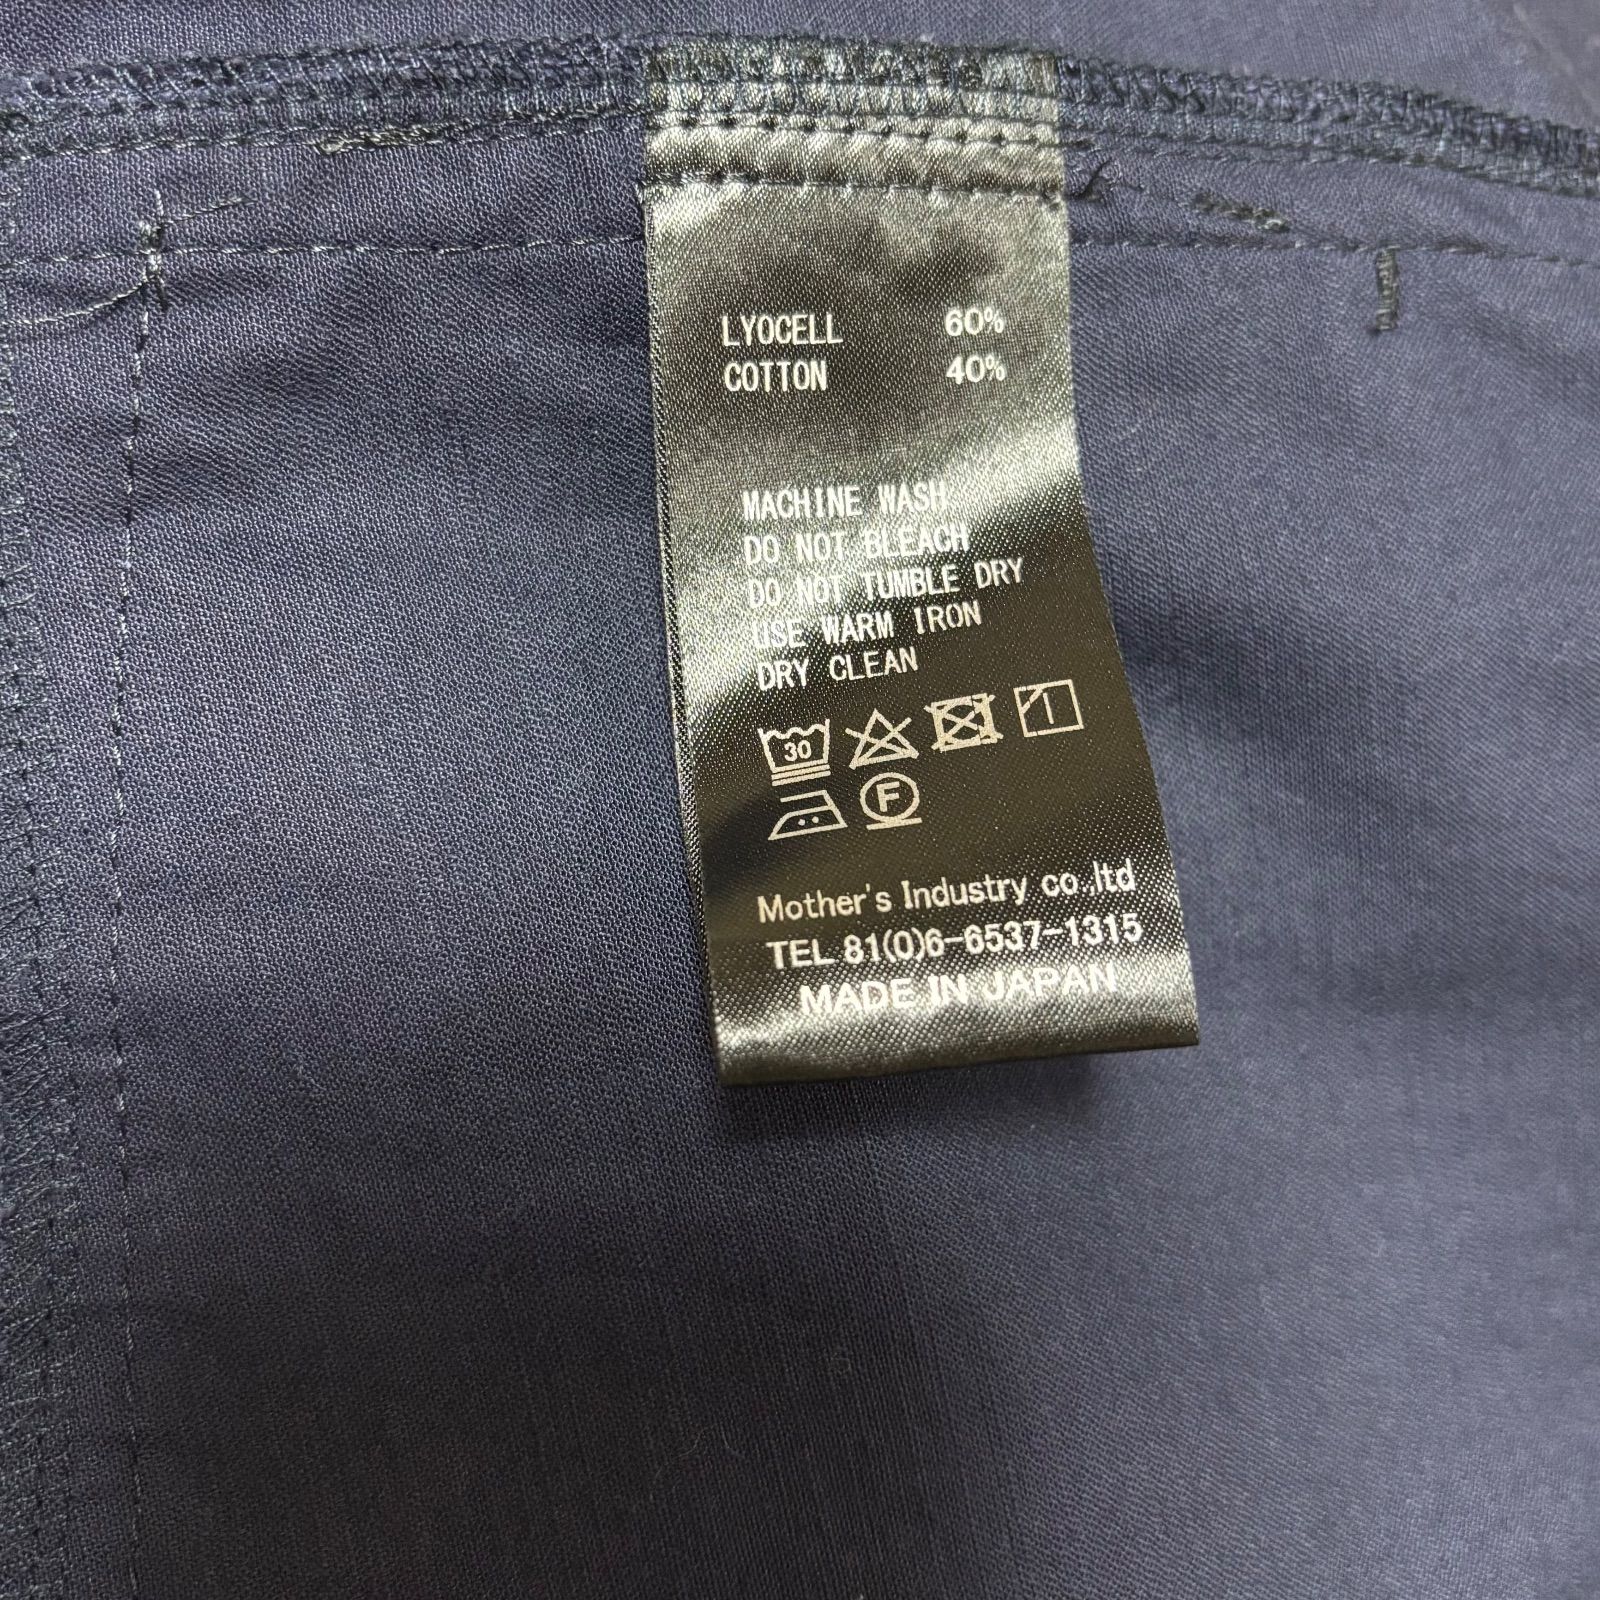 LYOCELL 60%
COTTON 40%
MACHINE WASH
DO NOT BLEACH
DO NOT TUMBLE DRY
USE WARM IRON
DRY CLEAN
30
F
Mother's Industry co.,ltd
TEL 81(0)6-6537-1315
MADE IN JAPAN